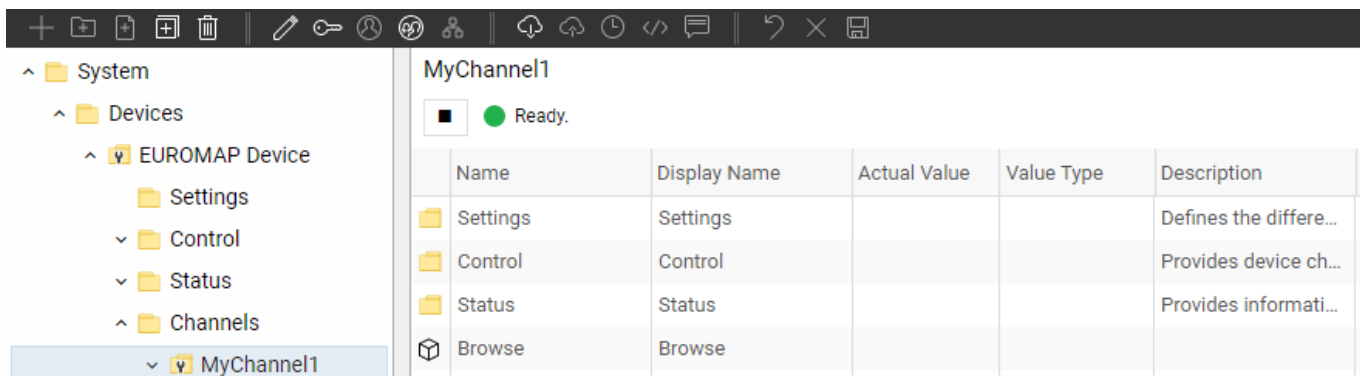 System
Devices
EUROMAP Device
Settings
Control
Status
Channels
MyChannel1
MyChannel1
Ready.
Name Display Name Actual Value Value Type Description
Settings Settings Defines the differe...
Control Control Provides device ch...
Status Status Provides informati...
Browse Browse